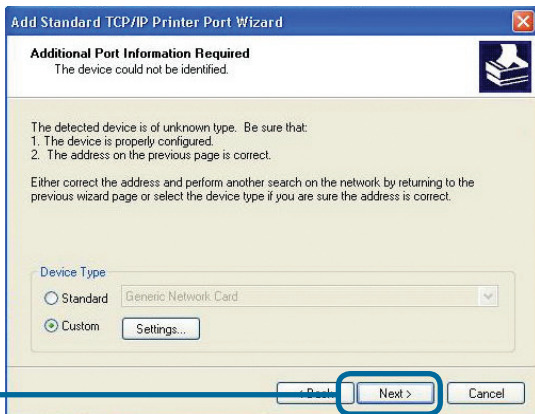 Add Standard TCP/IP Printer Port Wizard
Additional Port Information Required
The device could not be identified.
The detected device is of unknown type. Be sure that:
1. The device is properly configured.
2. The address on the previous page is correct.
Either correct the address and perform another search on the network by returning to the
previous wizard page or select the device type if you are sure the address is correct.
Device Type
Standard
Generic Network Card
Custom
Settings...
< Back
Next >
Cancel